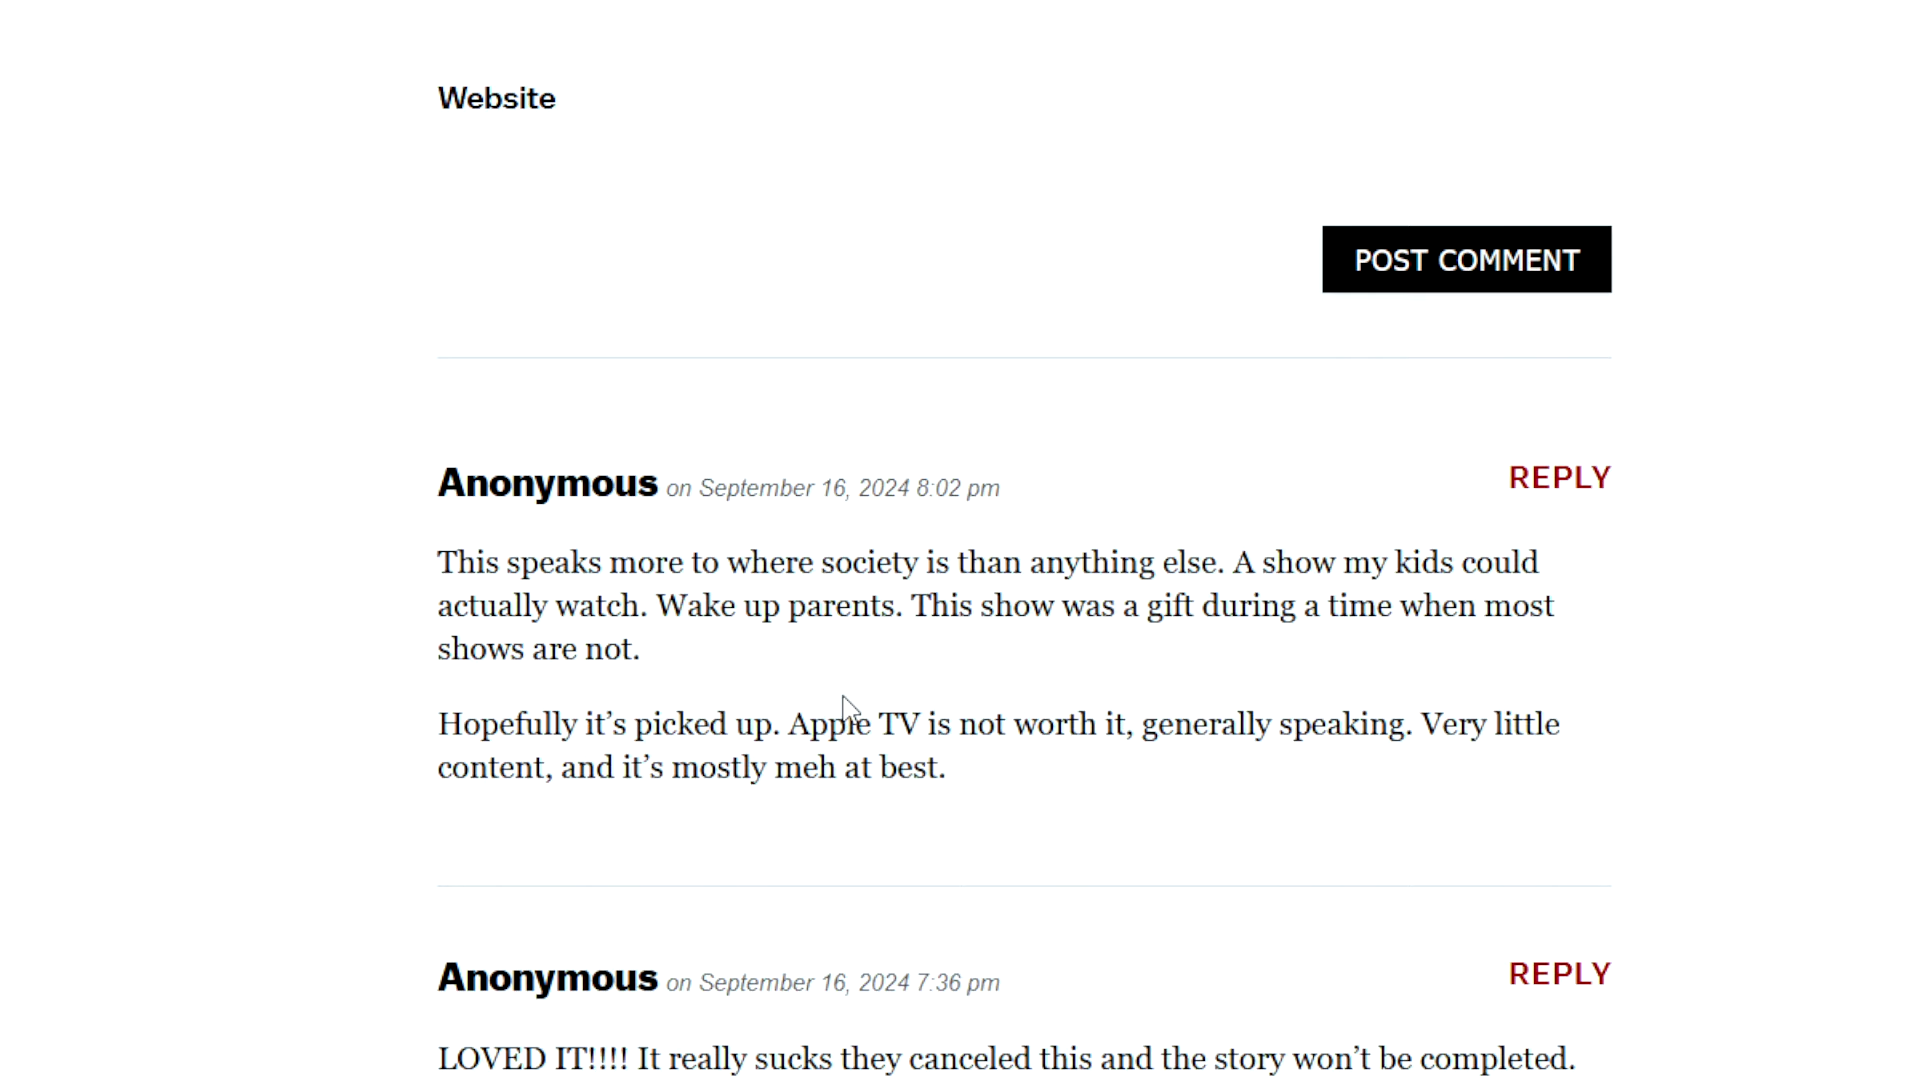 Website
POST COMMENT
Anonymous on September 16, 2024 8:02 pm REPLY
This speaks more to where society is than anything else. A show my kids could
actually watch. Wake up parents. This show was a gift during a time when most
shows are not.
Hopefully it’s picked up. Apple TV is not worth it, generally speaking. Very little
content, and it’s mostly meh at best.
Anonymous on September 16, 2024 7:36 pm REPLY
LOVED IT!!!! It really sucks they canceled this and the story won’t be completed.